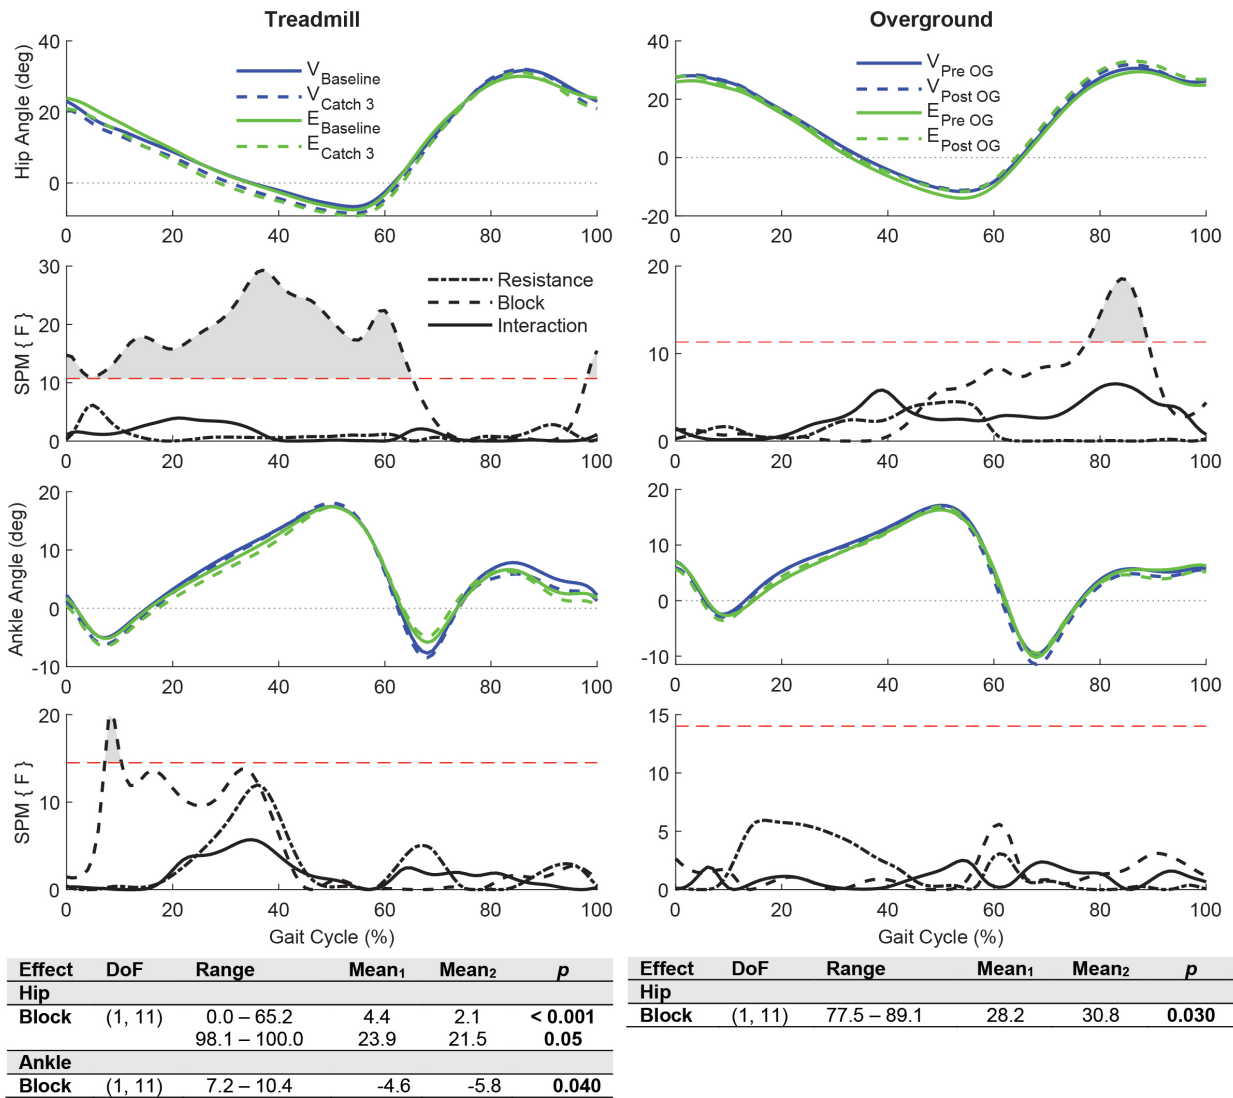 Treadmill
Overground
Hip Angle (deg)
40
20
0
V Baseline
V Catch 3
E Baseline
E Catch 3
0 20 40 60 80 100
40
20
0
-20
V Pre OG
V Post OG
E Pre OG
E Post OG
0 20 40 60 80 100
SPM { F }
30
20
10
0
Resistance
Block
Interaction
0 20 40 60 80 100
20
10
0
0 20 40 60 80 100
Ankle Angle (deg)
20
10
0
-10
0 20 40 60 80 100
20
10
0
-10
0 20 40 60 80 100
SPM { F }
20
10
0
0 20 40 60 80 100
Gait Cycle (%)
15
10
5
0
0 20 40 60 80 100
Gait Cycle (%)
Effect DoF Range Mean₁ Mean₂ p
Hip
Block (1, 11) 0.0 – 65.2 4.4 2.1 < 0.001
98.1 – 100.0 23.9 21.5 0.05
Ankle
Block (1, 11) 7.2 – 10.4 -4.6 -5.8 0.040
Effect DoF Range Mean₁ Mean₂ p
Hip
Block (1, 11) 77.5 – 89.1 28.2 30.8 0.030